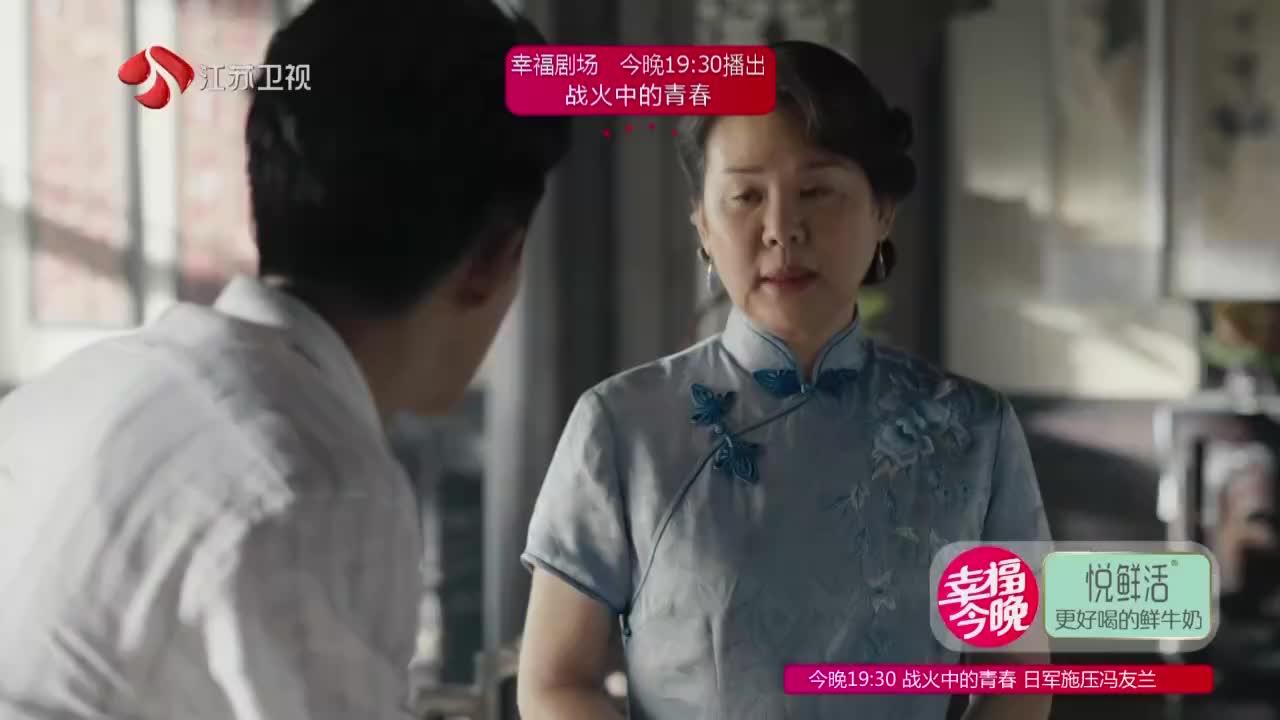 江苏卫视
幸福剧场 今晚19:30播出
战火中的青春
幸福
今晚
悦鲜活®
更好喝的鲜牛奶
今晚19:30 战火中的青春 日军施压冯友兰